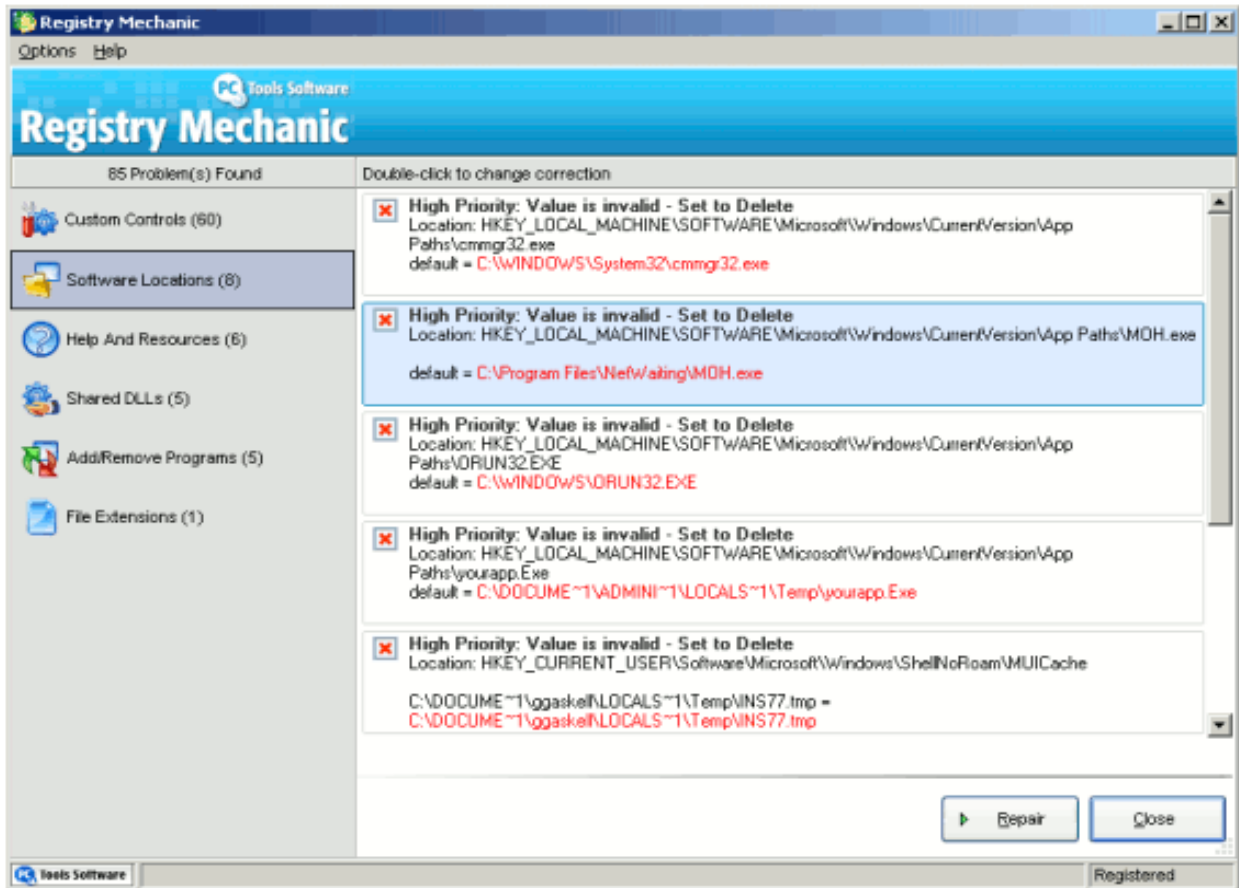 Registry Mechanic
Options Help
PC Tools Software
Registry Mechanic
85 Problem(s) Found
Double-click to change correction
Custom Controls (60)
Software Locations (8)
Help And Resources (6)
Shared DLLs (5)
Add/Remove Programs (5)
File Extensions (1)
High Priority: Value is invalid - Set to Delete
Location: HKEY_LOCAL_MACHINE\SOFTWARE\Microsoft\Windows\CurrentVersion\App
Paths\cmmgr32.exe
default = C:\WINDOWS\System32\cmmgr32.exe
High Priority: Value is invalid - Set to Delete
Location: HKEY_LOCAL_MACHINE\SOFTWARE\Microsoft\Windows\CurrentVersion\App Paths\MOH.exe
default = C:\Program Files\NetWaiting\MOH.exe
High Priority: Value is invalid - Set to Delete
Location: HKEY_LOCAL_MACHINE\SOFTWARE\Microsoft\Windows\CurrentVersion\App
Paths\ORUN32.EXE
default = C:\WINDOWS\ORUN32.EXE
High Priority: Value is invalid - Set to Delete
Location: HKEY_LOCAL_MACHINE\SOFTWARE\Microsoft\Windows\CurrentVersion\App
Paths\yourapp.Exe
default = C:\DOCUME~1\ADMINI~1\LOCALS~1\Temp\yourapp.Exe
High Priority: Value is invalid - Set to Delete
Location: HKEY_CURRENT_USER\Software\Microsoft\Windows\ShellNoRoam\MUICache
C:\DOCUME~1\ggaskell\LOCALS~1\Temp\INS77.tmp =
C:\DOCUME~1\ggaskell\LOCALS~1\Temp\INS77.tmp
Repair
Close
PC Tools Software
Registered